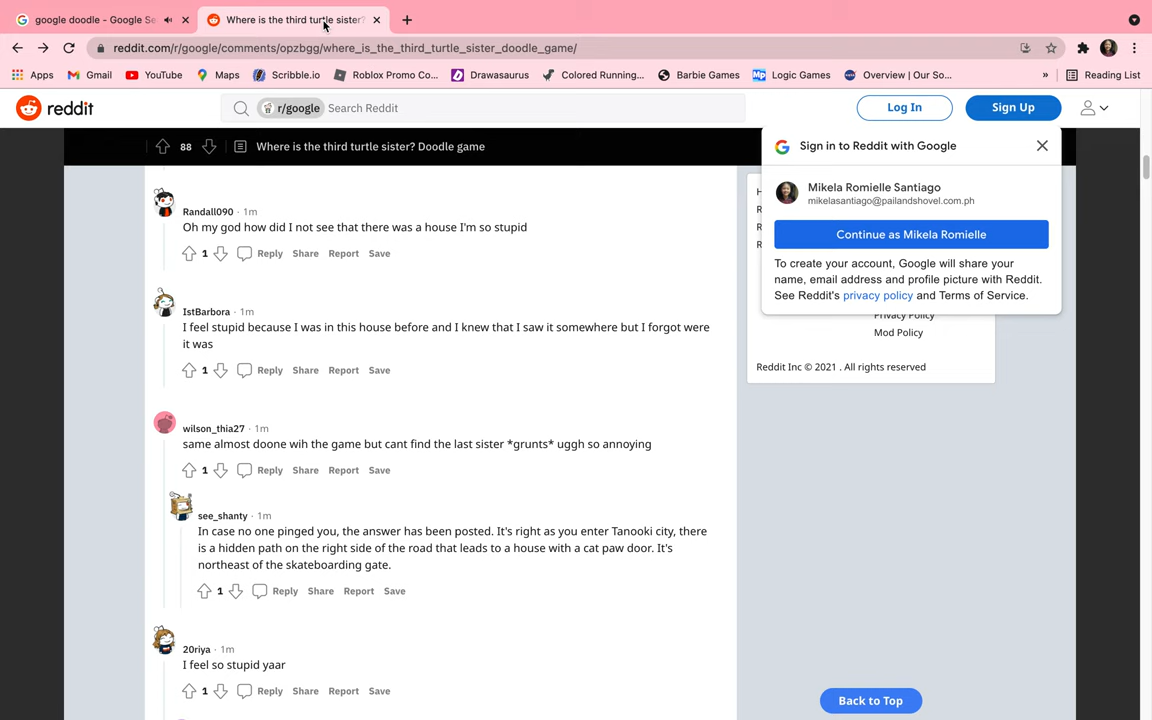 google doodle - Google Se
Where is the third turtle sister?
reddit.com/r/google/comments/opzbgg/where_is_the_third_turtle_sister_doodle_game/
Apps
Gmail
YouTube
Maps
Scribble.io
Roblox Promo Co...
Drawasaurus
Colored Running...
Barbie Games
Mp
Logic Games
Overview | Our So...
»
Reading List
reddit
r/google
Search Reddit
Log In
Sign Up
88
Where is the third turtle sister? Doodle game
Sign in to Reddit with Google
Mikela Romielle Santiago
mikelasantiago@pailandshovel.com.ph
Continue as Mikela Romielle
To create your account, Google will share your
name, email address and profile picture with Reddit.
See Reddit's privacy policy and Terms of Service.
Privacy Policy
Mod Policy
Reddit Inc © 2021 . All rights reserved
Randall090 · 1m
Oh my god how did I not see that there was a house I'm so stupid
1 Reply Share Report Save
IstBarbora · 1m
I feel stupid because I was in this house before and I knew that I saw it somewhere but I forgot were
it was
1 Reply Share Report Save
wilson_thia27 · 1m
same almost doone wih the game but cant find the last sister *grunts* uggh so annoying
1 Reply Share Report Save
see_shanty · 1m
In case no one pinged you, the answer has been posted. It's right as you enter Tanooki city, there
is a hidden path on the right side of the road that leads to a house with a cat paw door. It's
northeast of the skateboarding gate.
1 Reply Share Report Save
20riya · 1m
I feel so stupid yaar
1 Reply Share Report Save
Back to Top